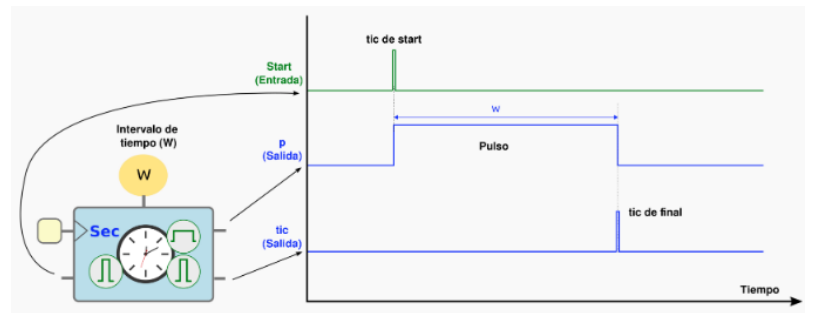 tic de start
Start
(Entrada)
W
Intervalo de
tiempo (W)
p
(Salida)
Pulso
W
Sec
tic
(Salida)
tic de final
Tiempo